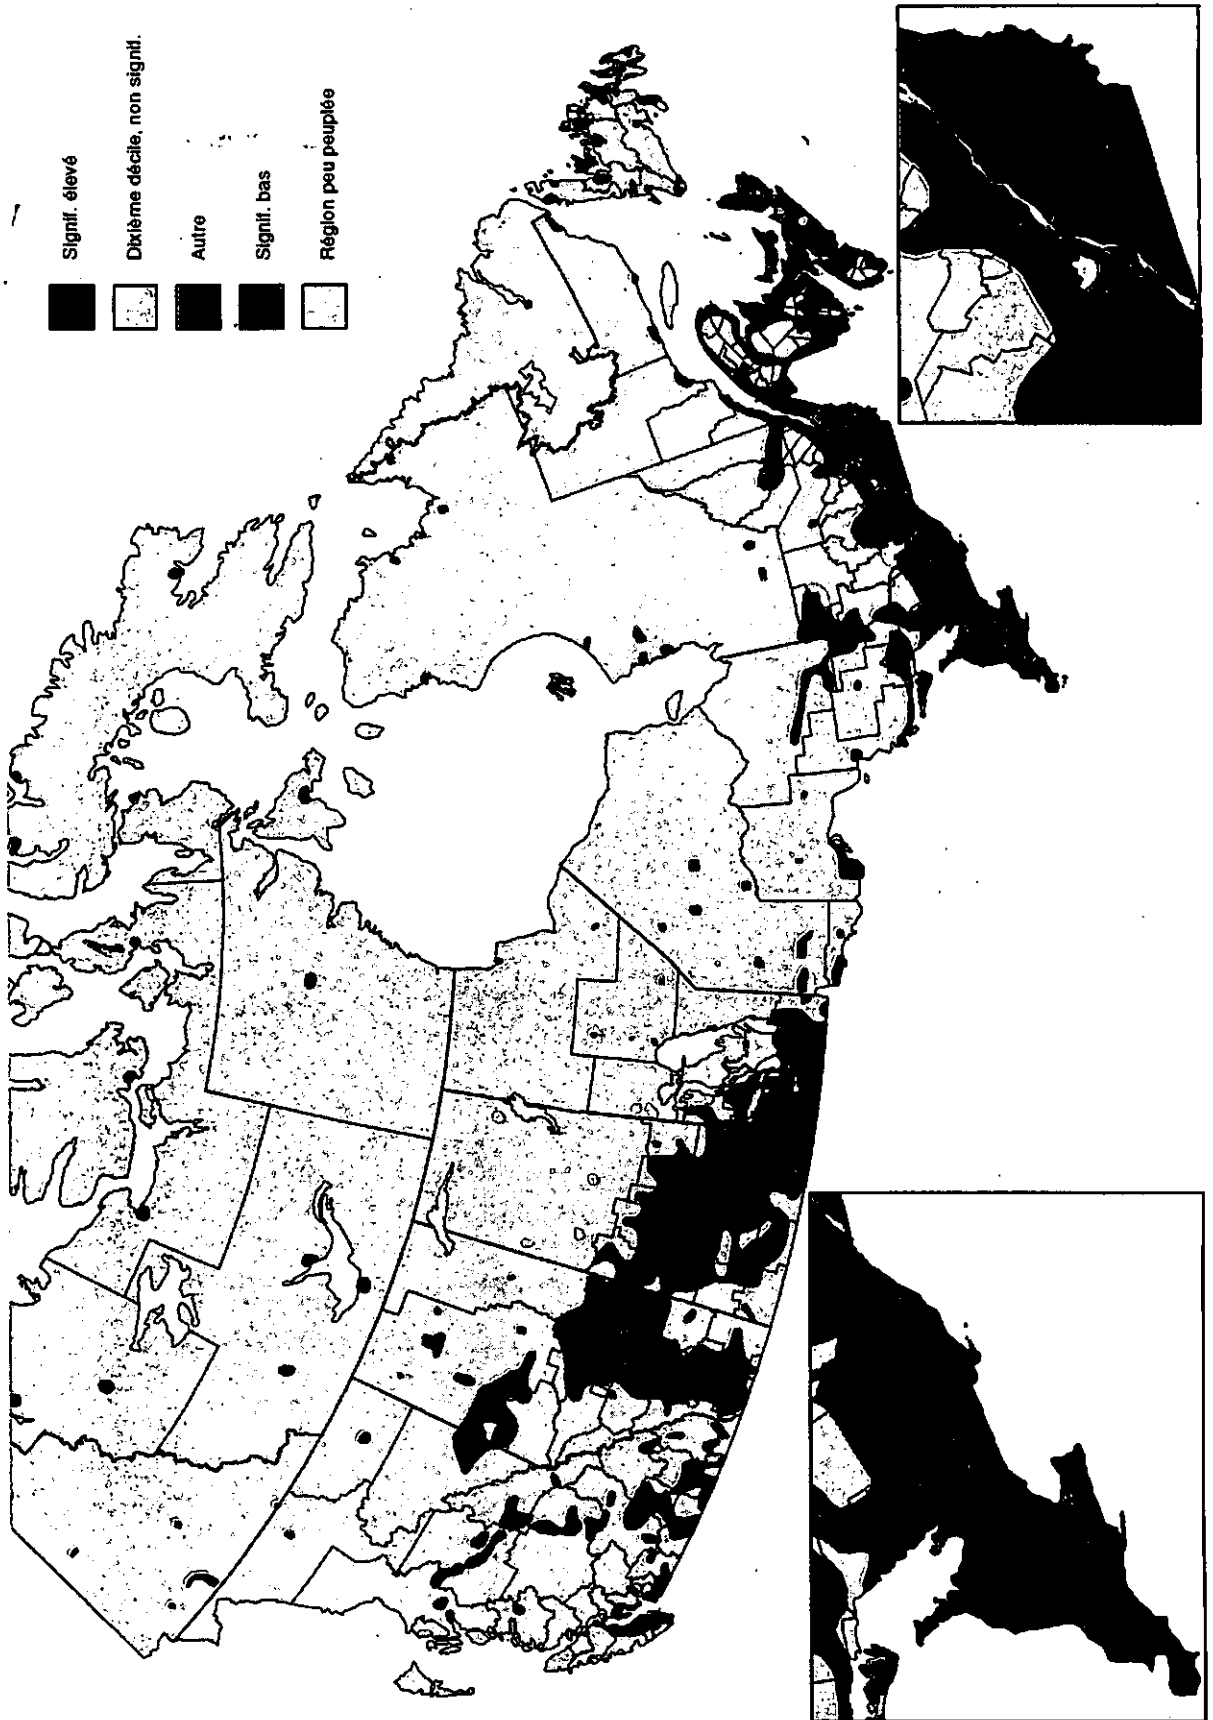 Signif. élevé
Dixième décile, non signif.
Autre
Signif. bas
Région peu peuplée